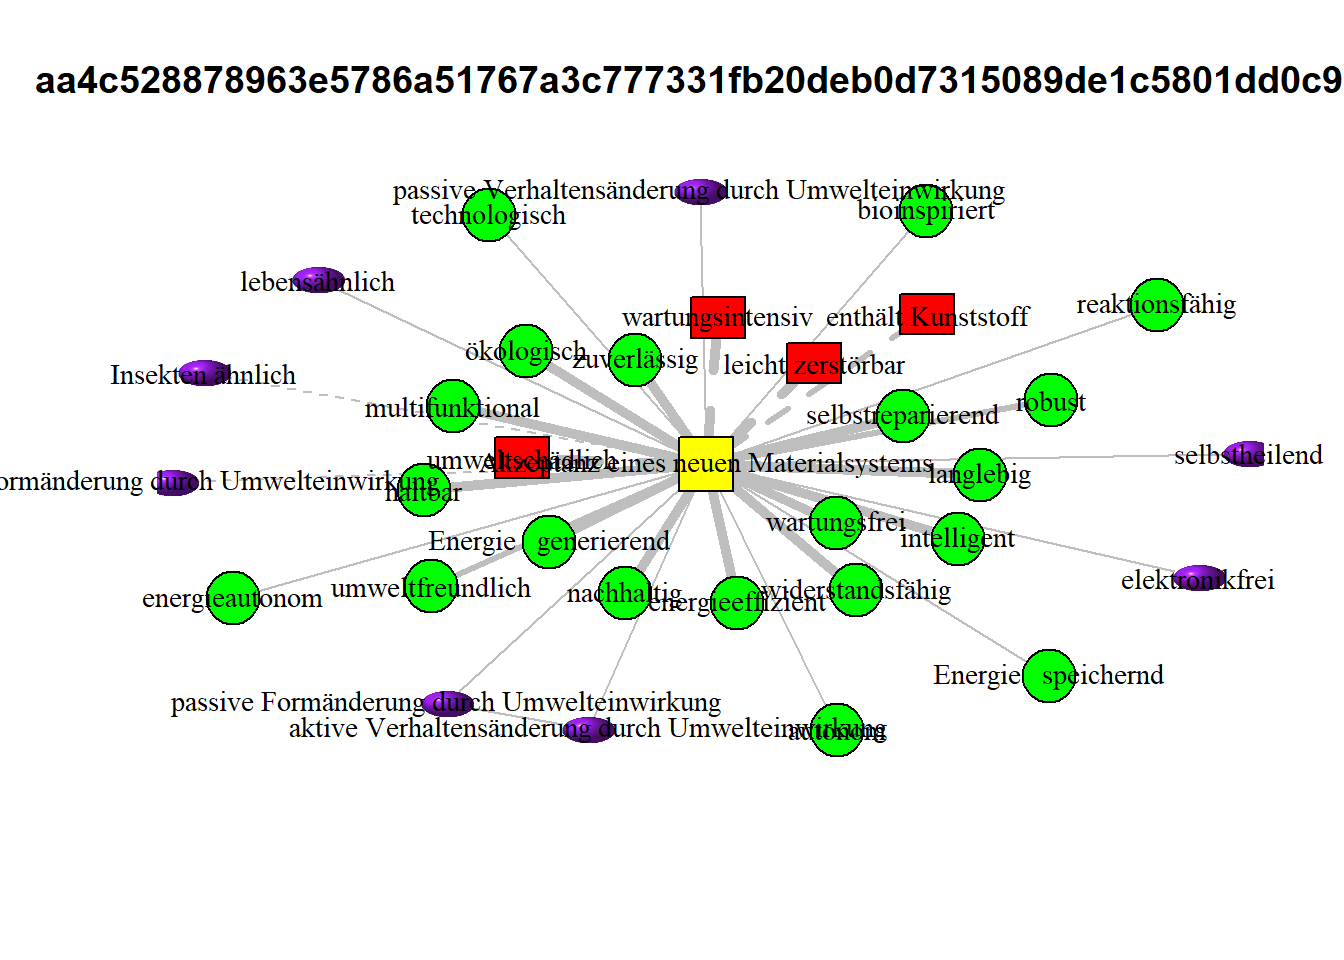 aa4c528878963e5786a51767a3c777331fb20deb0d7315089de1c5801dd0c9
passive Verhaltensänderung durch Umwelteinwirkung
technologisch
bioinspiriert
lebensähnlich
reaktionsfähig
wartungsintensiv
enthält Kunststoff
ökologisch
zuverlässig
leicht zerstörbar
Insekten ähnlich
multifunktional
selbstreparierend
robust
umweltschädlich
Akzeptanz eines neuen Materialsystems
selbstheilend
durch Umwelteinwirkung
haltbar
langlebig
wartungsfrei
intelligent
Energie generierend
umweltfreundlich
nachhaltig
energieeffizient
widerstandsfähig
elektronikfrei
energieautonom
Energie speichernd
passive Formänderung durch Umwelteinwirkung
aktive Verhaltensänderung durch Umwelteinwirkung
autonom